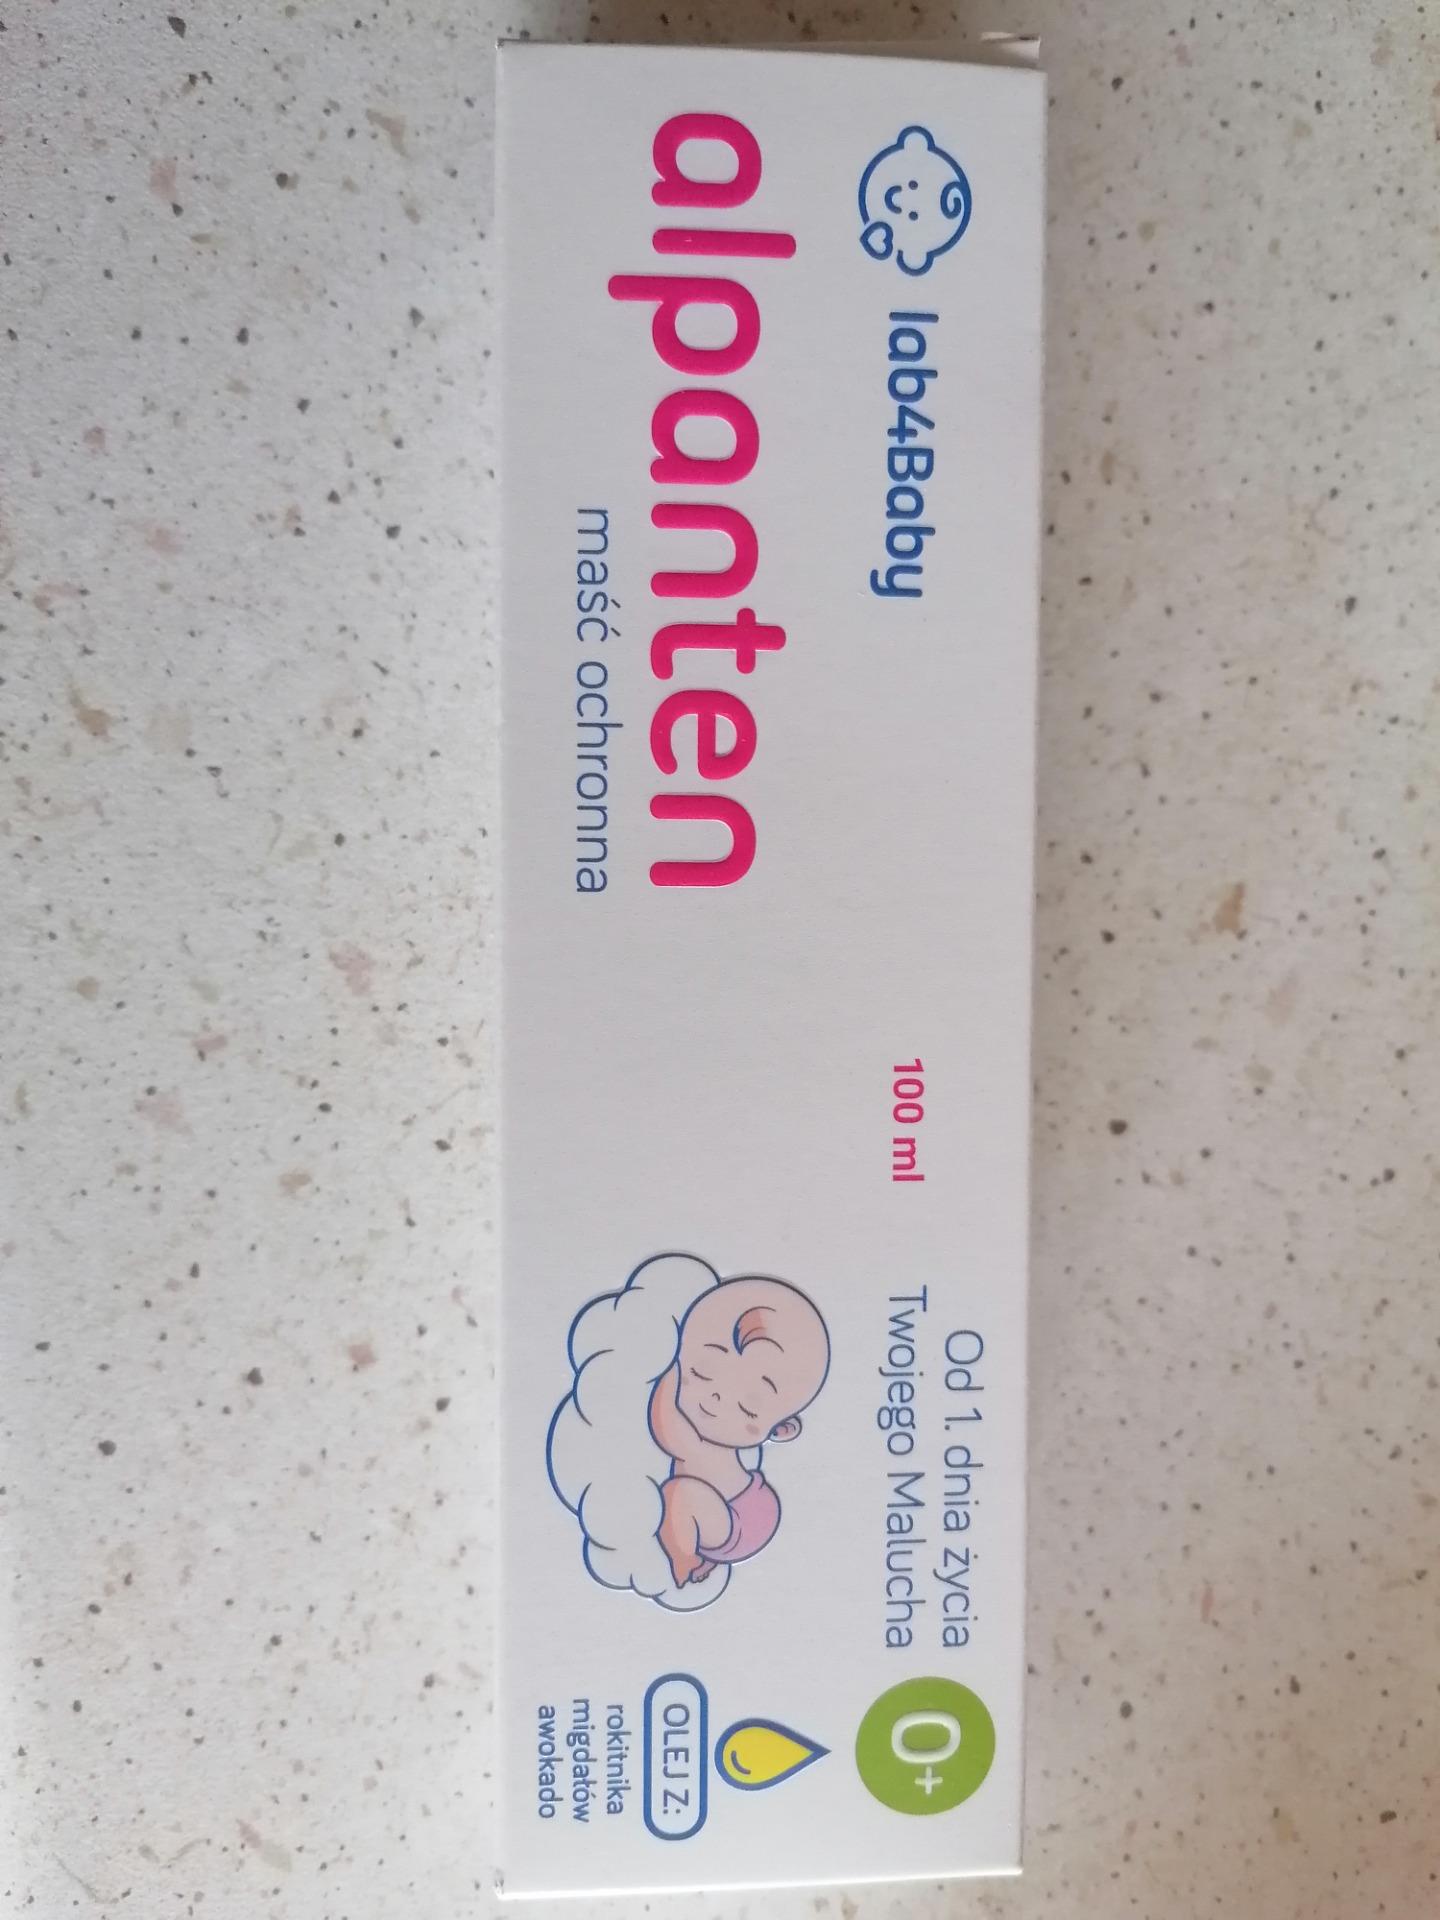 lab4Baby
100 ml
Od 1. dnia życia
Twojego Malucha
0+
alpanten
maść ochronna
OLEJ Z:
rokitnika
migdałów
awokado